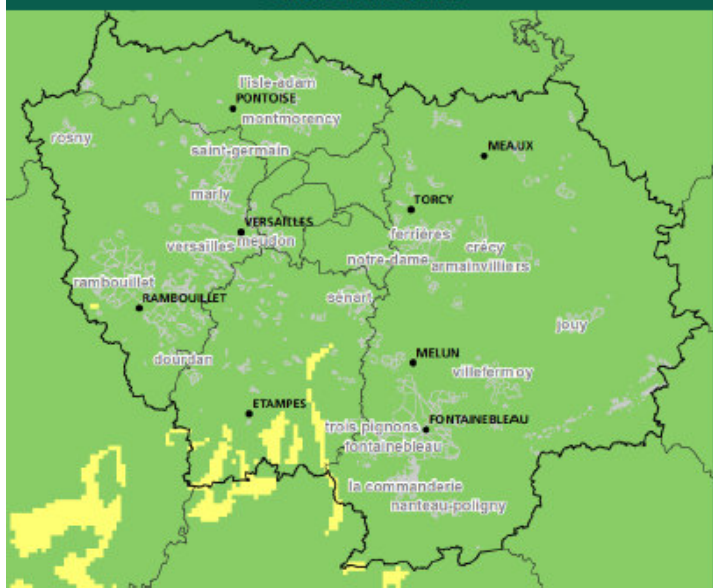 l'isle-adam
PONTOISE
montmorency
rosny
saint-germain
MEAUX
marly
TORCY
VERSAILLES
ferrières
versailles
meudon
crécy
notre-dame
armainvilliers
rambouillet
sénart
RAMBOUILLET
jouy
dourdan
MELUN
villefermoy
ETAMPES
trois pignons
FONTAINEBLEAU
fontainebleau
la commanderie
nanteau-poligny